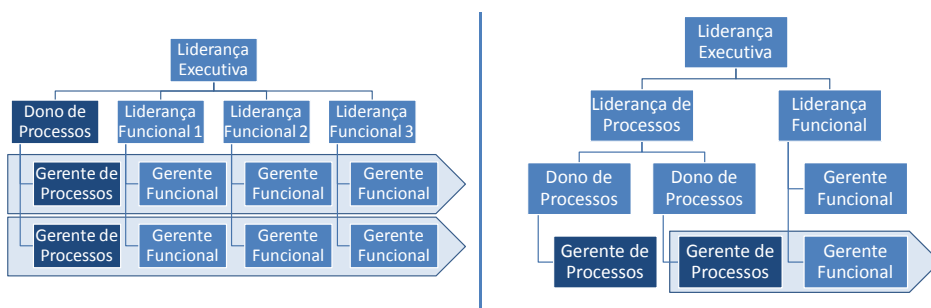 Liderança
Executiva
Dono de
Processos
Liderança
Funcional 1
Liderança
Funcional 2
Liderança
Funcional 3
Gerente de
Processos
Gerente
Funcional
Gerente
Funcional
Gerente
Funcional
Gerente de
Processos
Gerente
Funcional
Gerente
Funcional
Gerente
Funcional
Liderança
Executiva
Liderança de
Processos
Liderança
Funcional
Dono de
Processos
Dono de
Processos
Gerente
Funcional
Gerente de
Processos
Gerente de
Processos
Gerente
Funcional